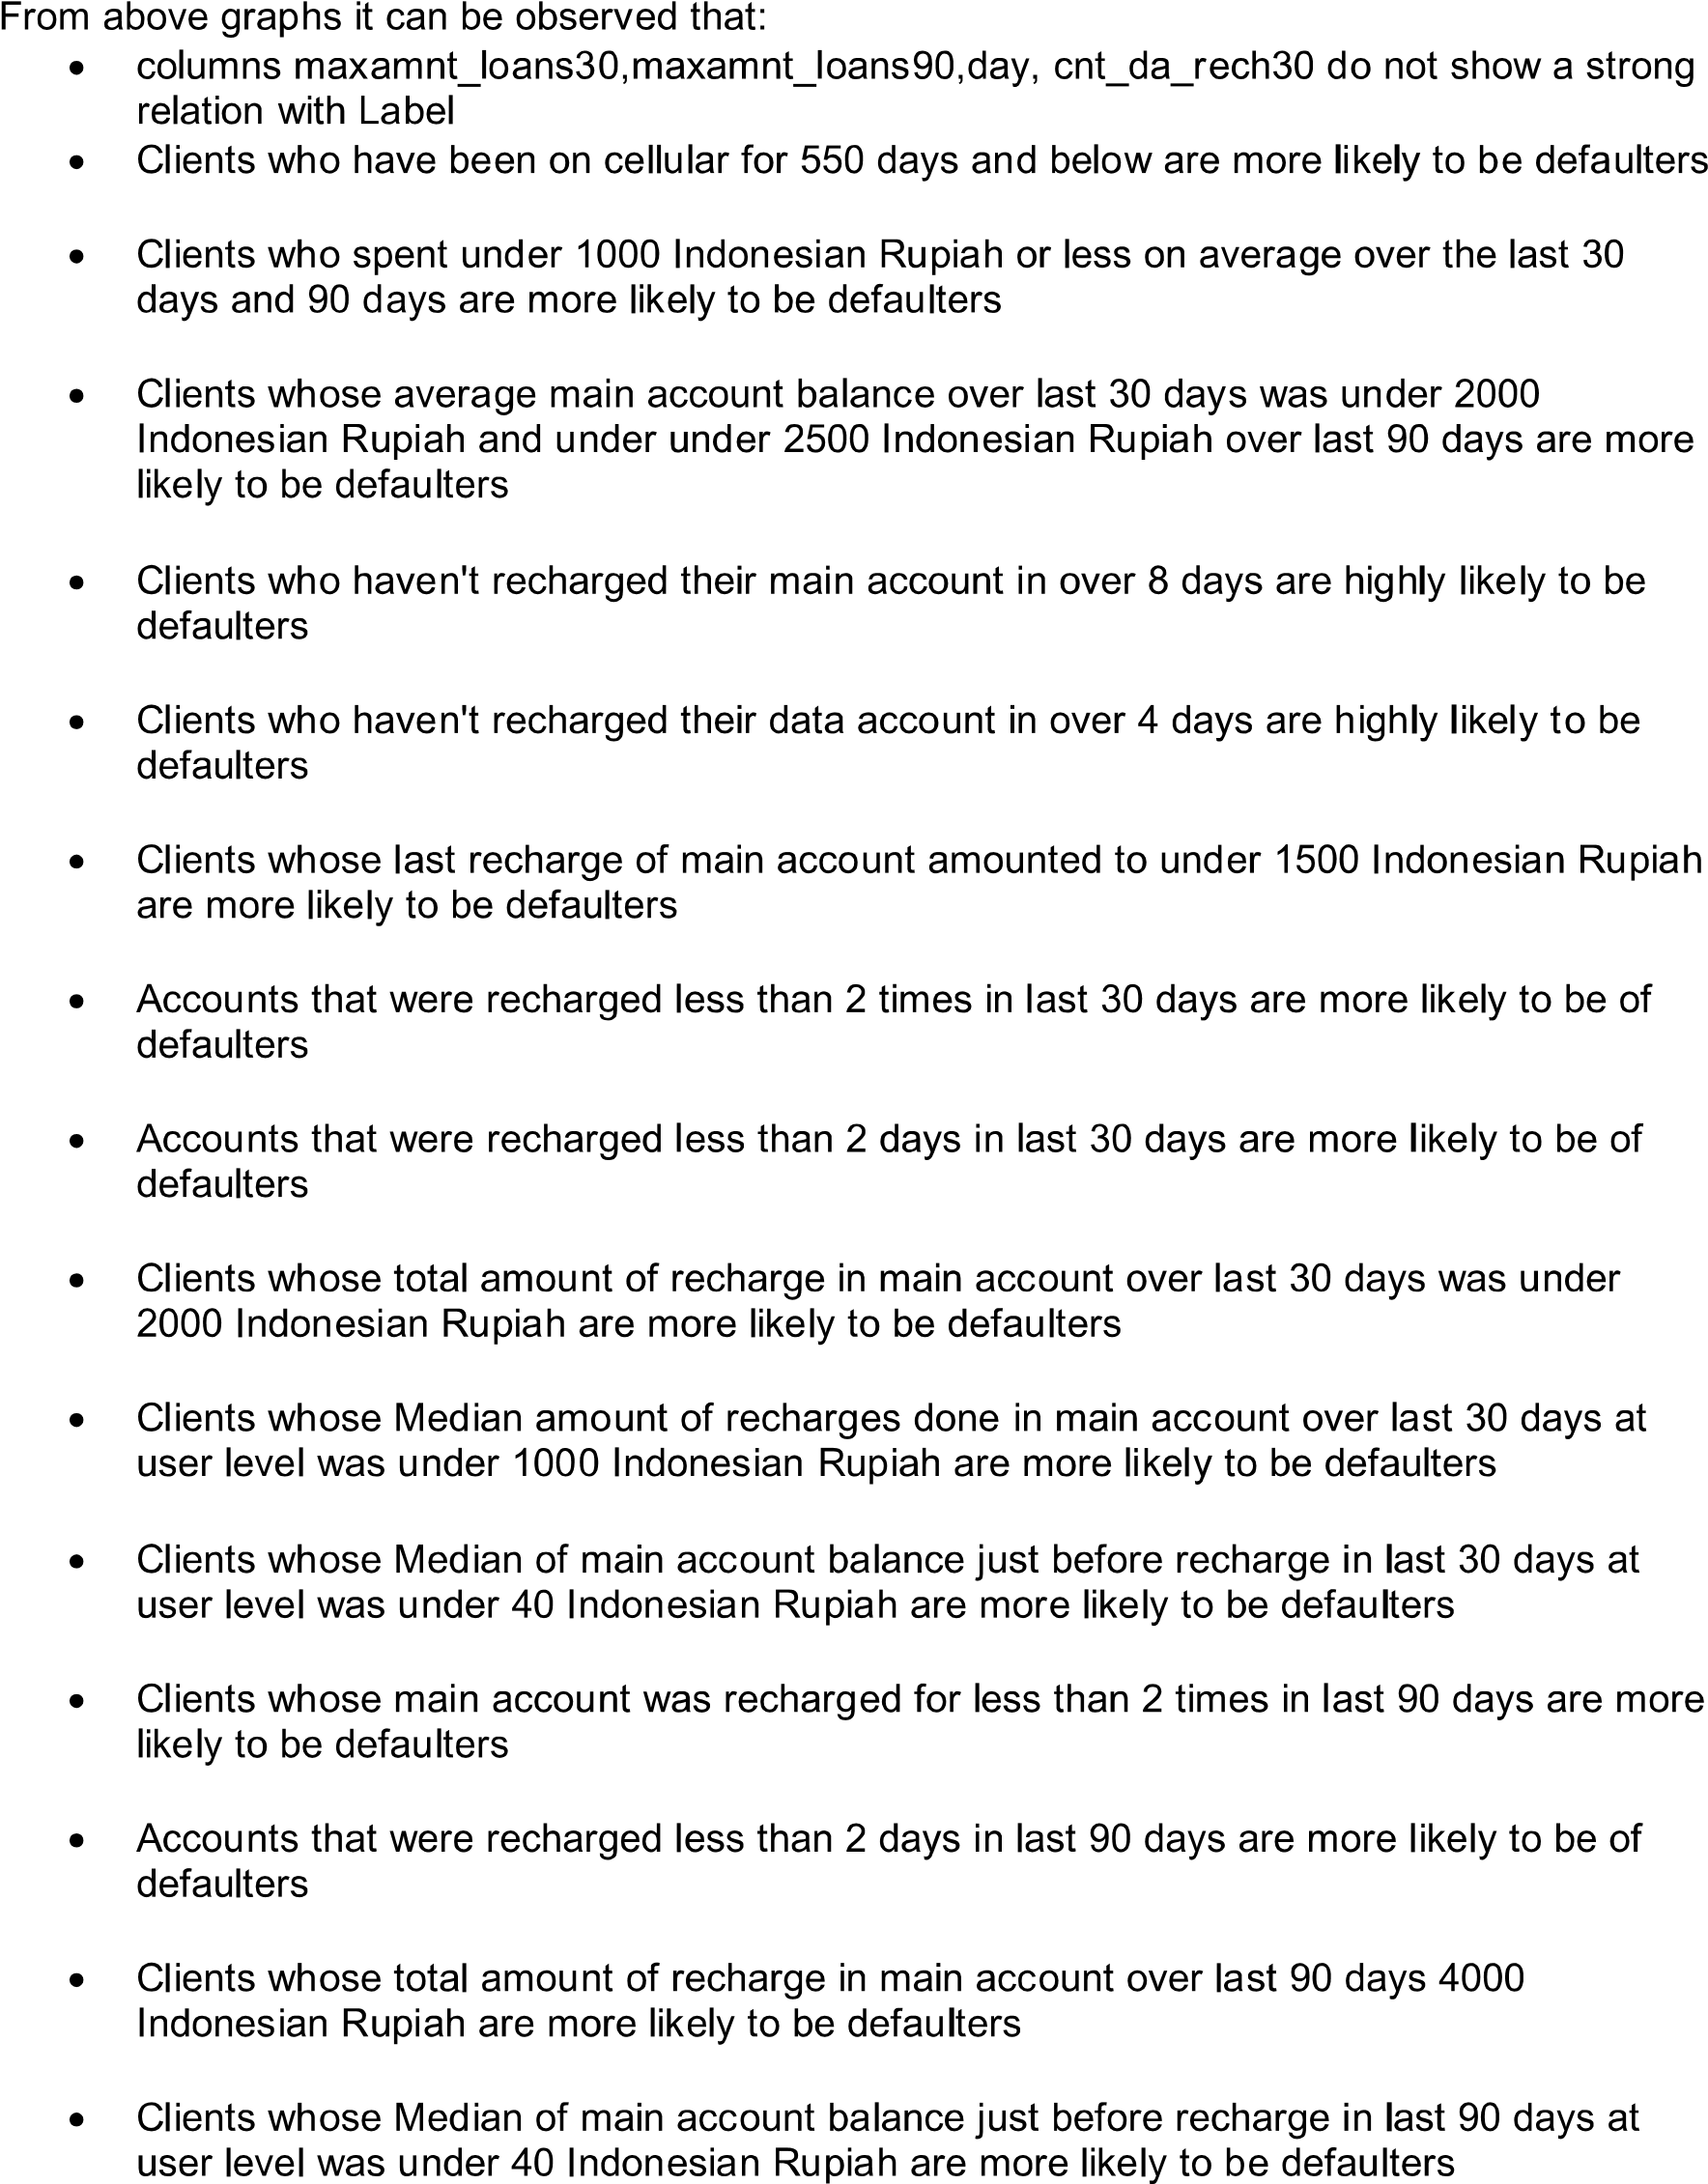 From above graphs it can be observed that:
• columns maxamnt_loans30,maxamnt_loans90,day, cnt_da_rech30 do not show a strong
relation with Label
• Clients who have been on cellular for 550 days and below are more likely to be defaulters
• Clients who spent under 1000 Indonesian Rupiah or less on average over the last 30
days and 90 days are more likely to be defaulters
• Clients whose average main account balance over last 30 days was under 2000
Indonesian Rupiah and under under 2500 Indonesian Rupiah over last 90 days are more
likely to be defaulters
• Clients who haven't recharged their main account in over 8 days are highly likely to be
defaulters
• Clients who haven't recharged their data account in over 4 days are highly likely to be
defaulters
• Clients whose last recharge of main account amounted to under 1500 Indonesian Rupiah
are more likely to be defaulters
• Accounts that were recharged less than 2 times in last 30 days are more likely to be of
defaulters
• Accounts that were recharged less than 2 days in last 30 days are more likely to be of
defaulters
• Clients whose total amount of recharge in main account over last 30 days was under
2000 Indonesian Rupiah are more likely to be defaulters
• Clients whose Median amount of recharges done in main account over last 30 days at
user level was under 1000 Indonesian Rupiah are more likely to be defaulters
• Clients whose Median of main account balance just before recharge in last 30 days at
user level was under 40 Indonesian Rupiah are more likely to be defaulters
• Clients whose main account was recharged for less than 2 times in last 90 days are more
likely to be defaulters
• Accounts that were recharged less than 2 days in last 90 days are more likely to be of
defaulters
• Clients whose total amount of recharge in main account over last 90 days 4000
Indonesian Rupiah are more likely to be defaulters
• Clients whose Median of main account balance just before recharge in last 90 days at
user level was under 40 Indonesian Rupiah are more likely to be defaulters